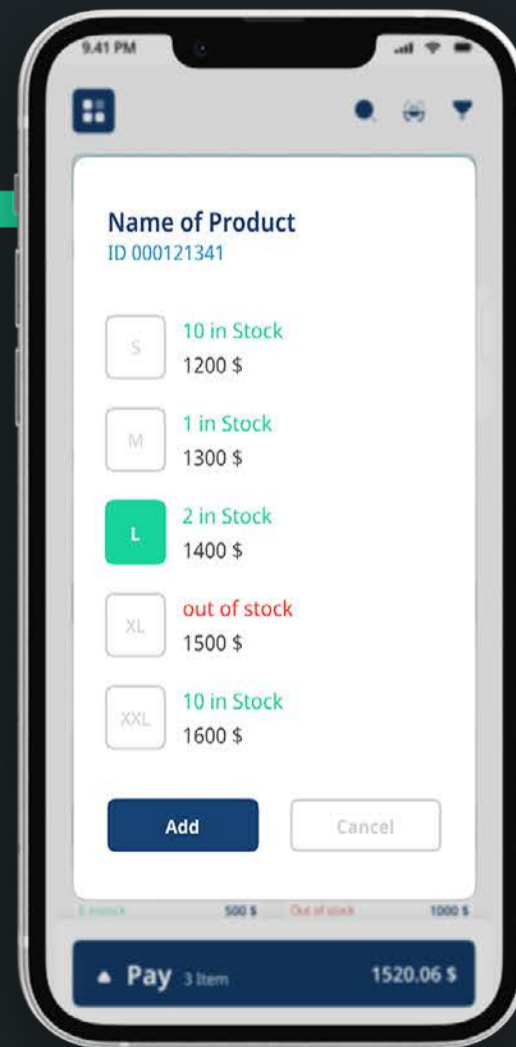 9.41 PM
Name of Product
ID 000121341
S
10 in Stock
1200 $
M
1 in Stock
1300 $
L
2 in Stock
1400 $
XL
out of stock
1500 $
XXL
10 in Stock
1600 $
Add
Cancel
500 $
Out of stock
1000 $
Pay 3 Item
1520.06 $